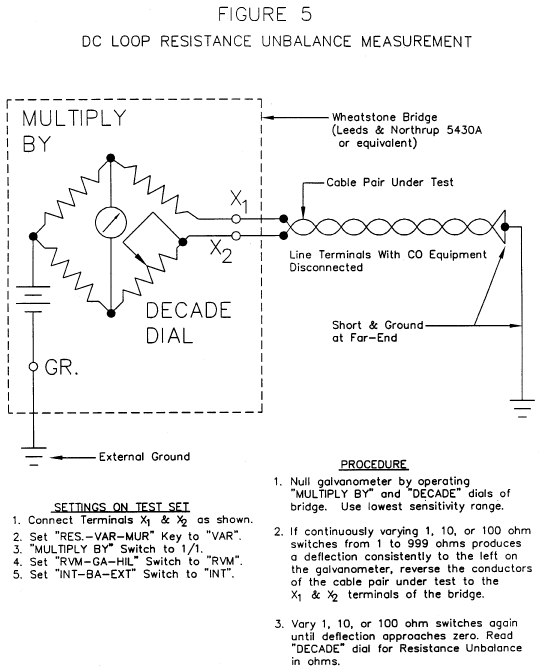 FIGURE 5
DC LOOP RESISTANCE UNBALANCE MEASUREMENT
MULTIPLY
BY
Wheatstone Bridge
(Leeds & Northrup 5430A
or equivalent)
X1
Cable Pair Under Test
X2
Line Terminals With CO Equipment
Disconnected
DECADE
DIAL
Short & Ground
at Far-End
GR.
External Ground
SETTINGS ON TEST SET
1. Connect Terminals X1 & X2 as shown.
2. Set "RES.-VAR-MUR" Key to "VAR".
3. "MULTIPLY BY" Switch to 1/1.
4. Set "RVM-GA-HIL" Switch to "RVM".
5. Set "INT-BA-EXT" Switch to "INT".
PROCEDURE
1. Null galvanometer by operating
"MULTIPLY BY" and "DECADE" dials of
bridge. Use lowest sensitivity range.
2. If continuously varying 1, 10, or 100 ohm
switches from 1 to 999 ohms produces
a deflection consistently to the left on
the galvanometer, reverse the conductors
of the cable pair under test to the
X1 & X2 terminals of the bridge.
3. Vary 1, 10, or 100 ohm switches again
until deflection approaches zero. Read
"DECADE" dial for Resistance Unbalance
in ohms.